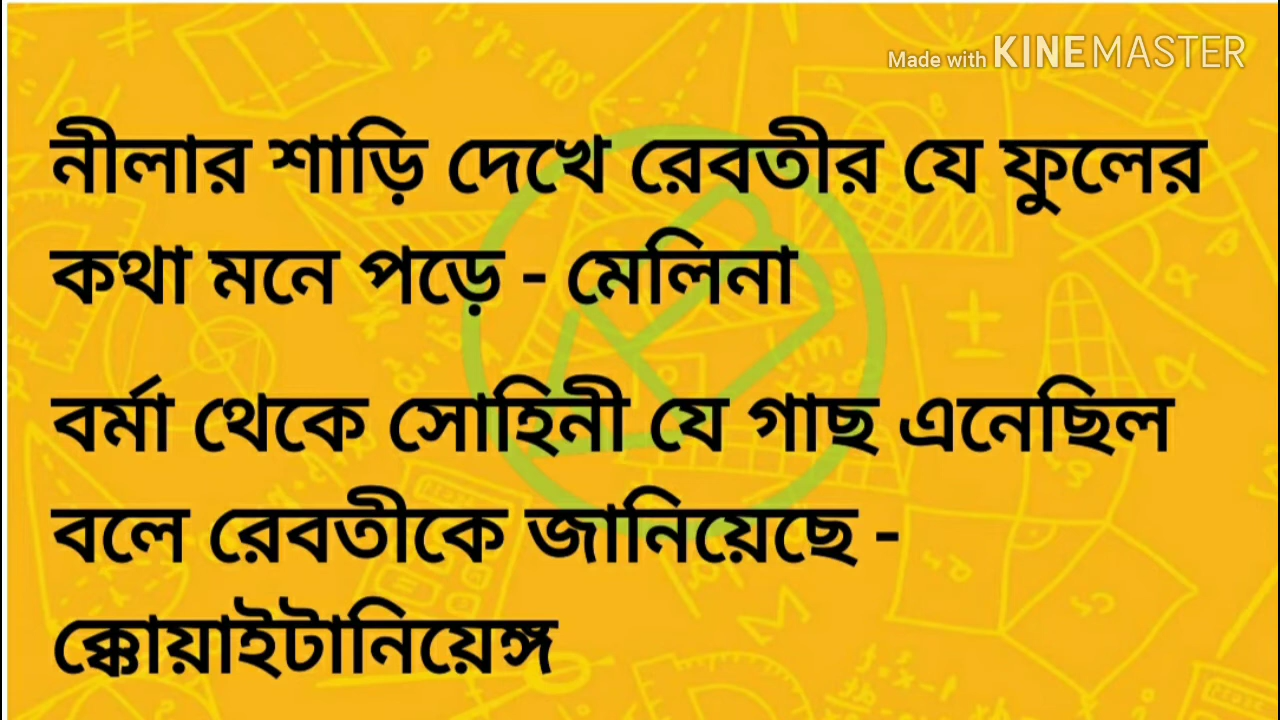 Made with KINEMASTER
নীলার শাড়ি দেখে রেবতীর যে ফুলের
কথা মনে পড়ে - মেলিনা
বর্মা থেকে সোহিনী যে গাছ এনেছিল
বলে রেবতীকে জানিয়েছে -
ক্কোয়াইটানিয়েঙ্গ